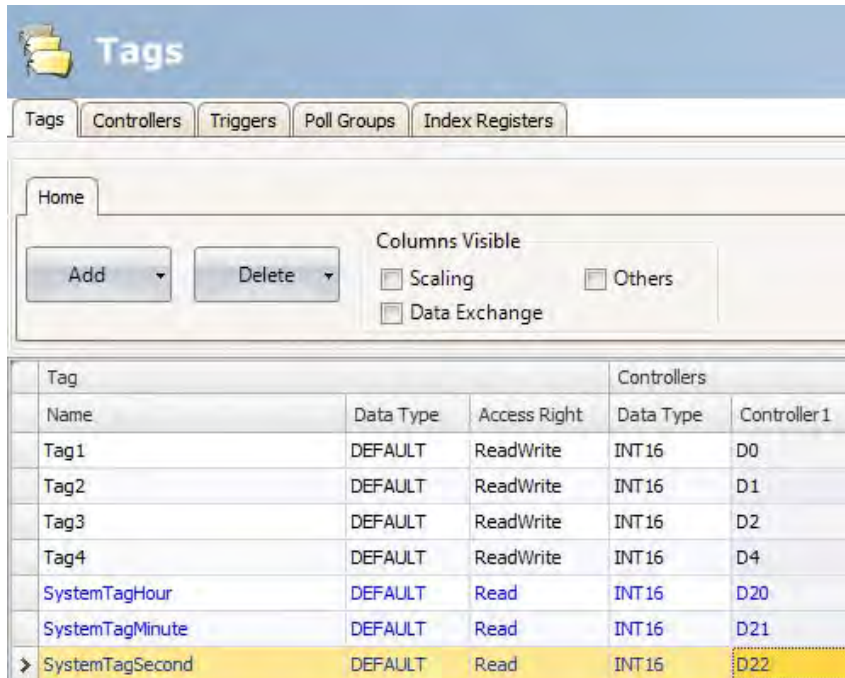 Tags
Tags Controllers Triggers Poll Groups Index Registers
Home
Columns Visible
Add Delete Scaling Others
Data Exchange
Tag Controllers
Name Data Type Access Right Data Type Controller1
Tag1 DEFAULT ReadWrite INT16 D0
Tag2 DEFAULT ReadWrite INT16 D1
Tag3 DEFAULT ReadWrite INT16 D2
Tag4 DEFAULT ReadWrite INT16 D4
SystemTagHour DEFAULT Read INT16 D20
SystemTagMinute DEFAULT Read INT16 D21
SystemTagSecond DEFAULT Read INT16 D22